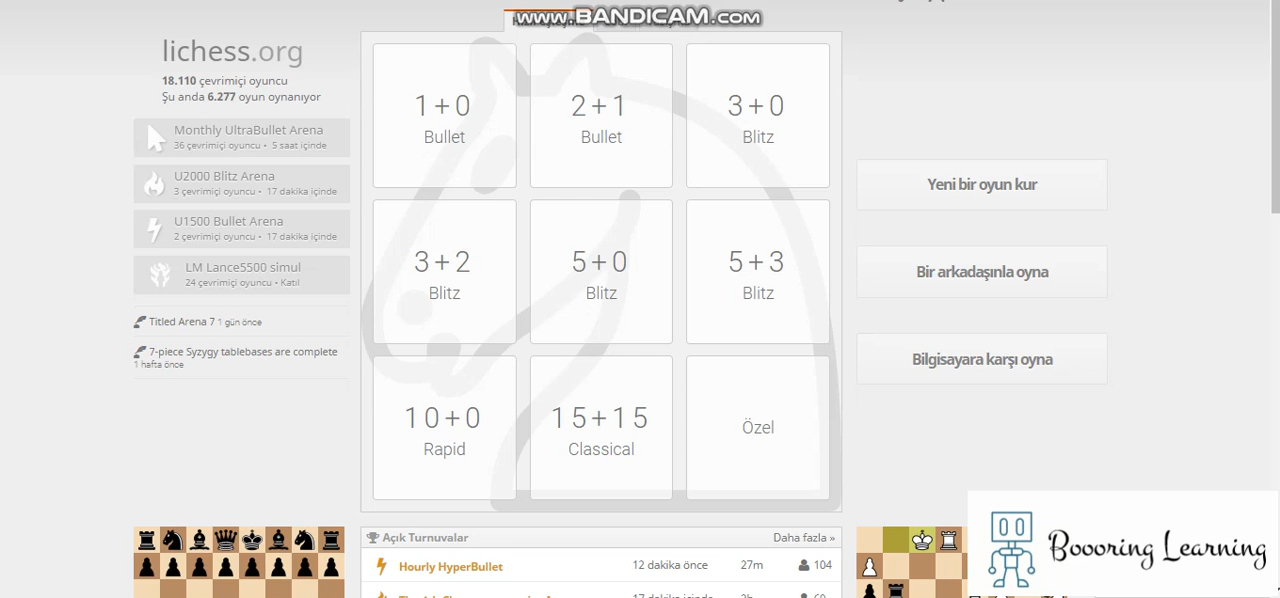 www.BANDICAM.com
lichess.org
18.110 çevrimiçi oyuncu
Şu anda 6.277 oyun oynanıyor
Monthly UltraBullet Arena
36 çevrimiçi oyuncu • 5 saat içinde
U2000 Blitz Arena
3 çevrimiçi oyuncu • 17 dakika içinde
U1500 Bullet Arena
2 çevrimiçi oyuncu • 17 dakika içinde
LM Lance5500 simul
24 çevrimiçi oyuncu • Katıl
Titled Arena 7 1 gün önce
7-piece Syzygy tablebases are complete
1 hafta önce
1+0
Bullet
2+1
Bullet
3+0
Blitz
3+2
Blitz
5+0
Blitz
5+3
Blitz
10+0
Rapid
15+15
Classical
Özel
Yeni bir oyun kur
Bir arkadaşınla oyna
Bilgisayara karşı oyna
Açık Turnuvalar
Daha fazla »
Hourly HyperBullet
12 dakika önce
27m
104
Boooring Learning